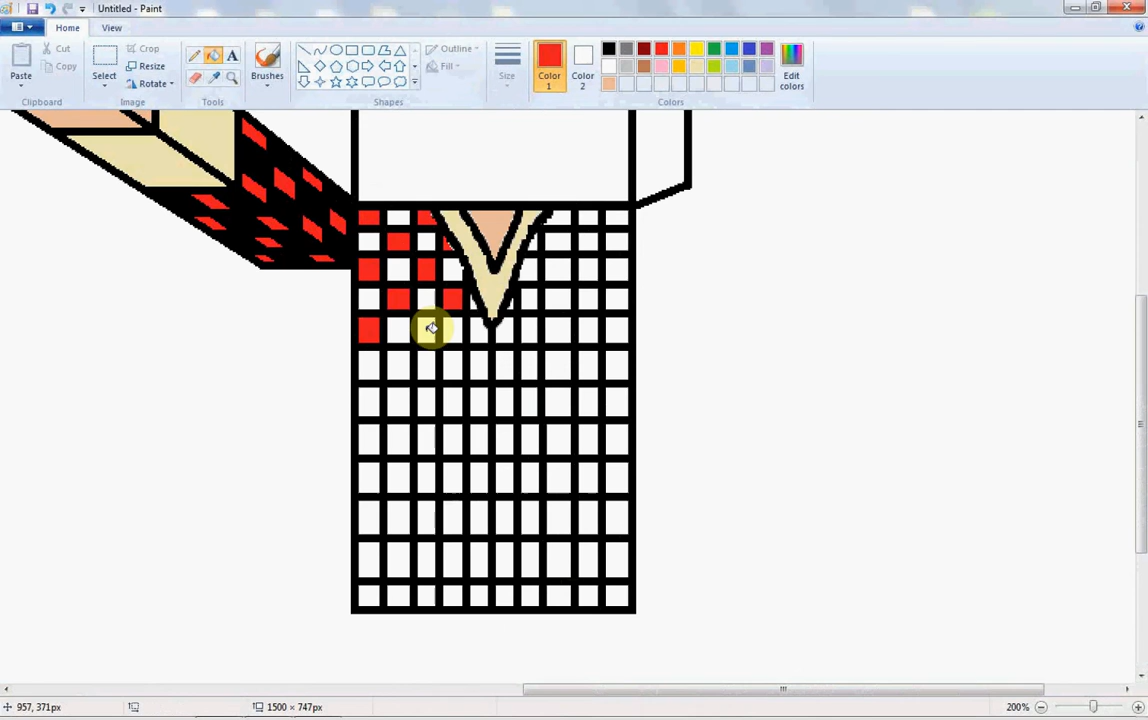 Untitled - Paint
Home
View
Paste
Cut
Copy
Clipboard
Select
Crop
Resize
Rotate
Image
A
Tools
Brushes
Outline
Fill
Shapes
Size
Color 1
Color 2
Edit colors
Colors
957, 371px
1500 × 747px
200%